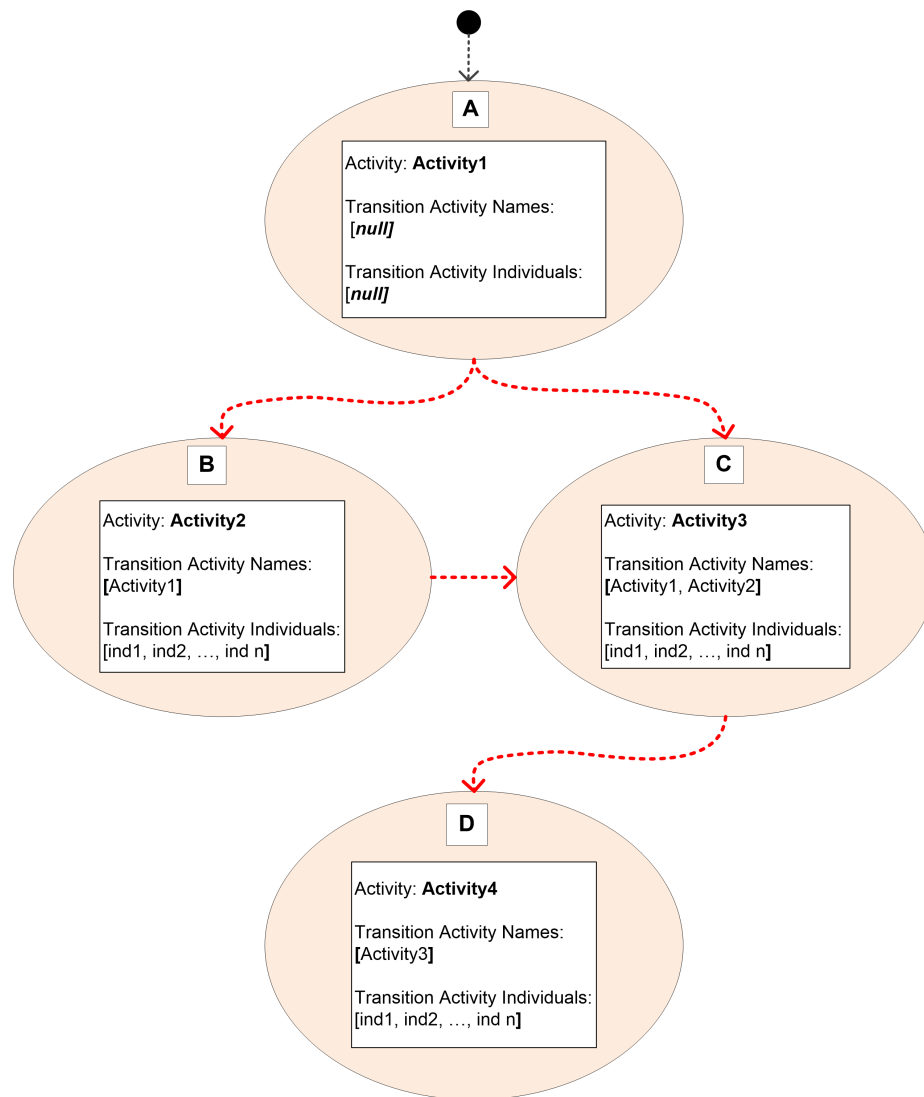 A
Activity: Activity1
Transition Activity Names:
[null]
Transition Activity Individuals:
[null]
B
Activity: Activity2
Transition Activity Names:
[Activity1]
Transition Activity Individuals:
[ind1, ind2, …, ind n]
C
Activity: Activity3
Transition Activity Names:
[Activity1, Activity2]
Transition Activity Individuals:
[ind1, ind2, …, ind n]
D
Activity: Activity4
Transition Activity Names:
[Activity3]
Transition Activity Individuals:
[ind1, ind2, …, ind n]